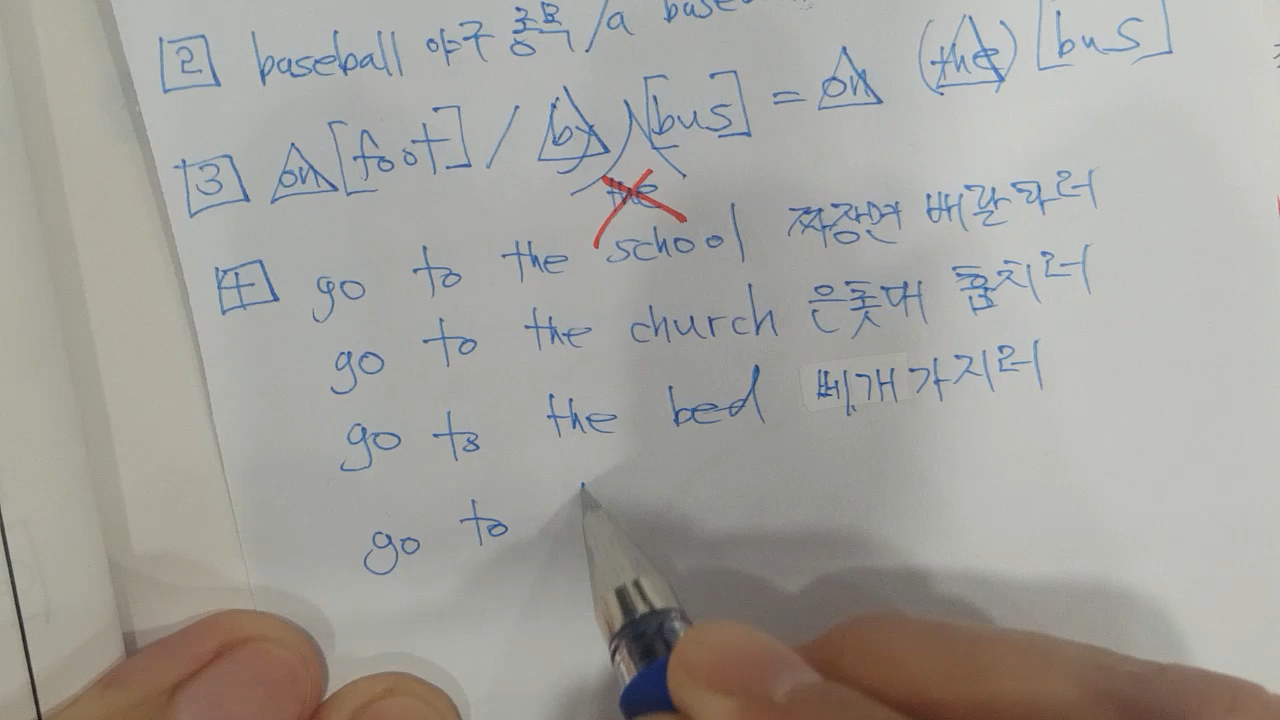 2 baseball 야구 종목 / a base
3 on [foot] / by [bus] = on (the) [bus]
the
4 go to the school 짜장면 배달하러
go to the church 은촛대 훔치러
go to the bed 베개 가지러
go to